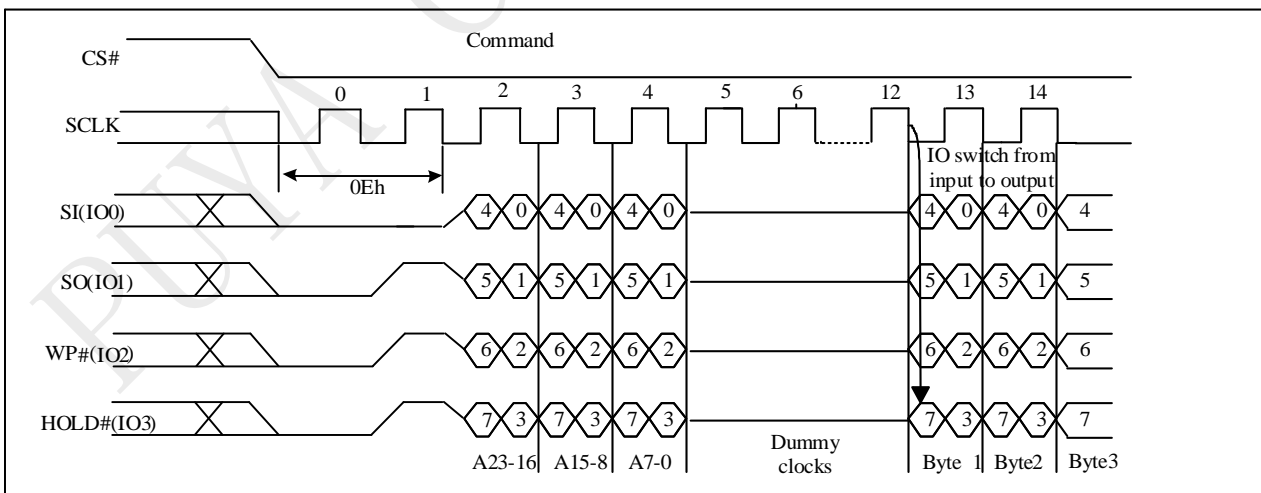 Command
CS#
0 1 2 3 4 5 6 12 13 14
SCLK
IO switch from
input to output
0Eh
SI(IO0) 4 0 4 0 4 0 4 0 4 0 4
SO(IO1) 5 1 5 1 5 1 5 1 5 1 5
WP#(IO2) 6 2 6 2 6 2 6 2 6 2 6
HOLD#(IO3) 7 3 7 3 7 3 7 3 7 3 7
A23-16 A15-8 A7-0 Dummy
clocks Byte 1 Byte2 Byte3
PUYA